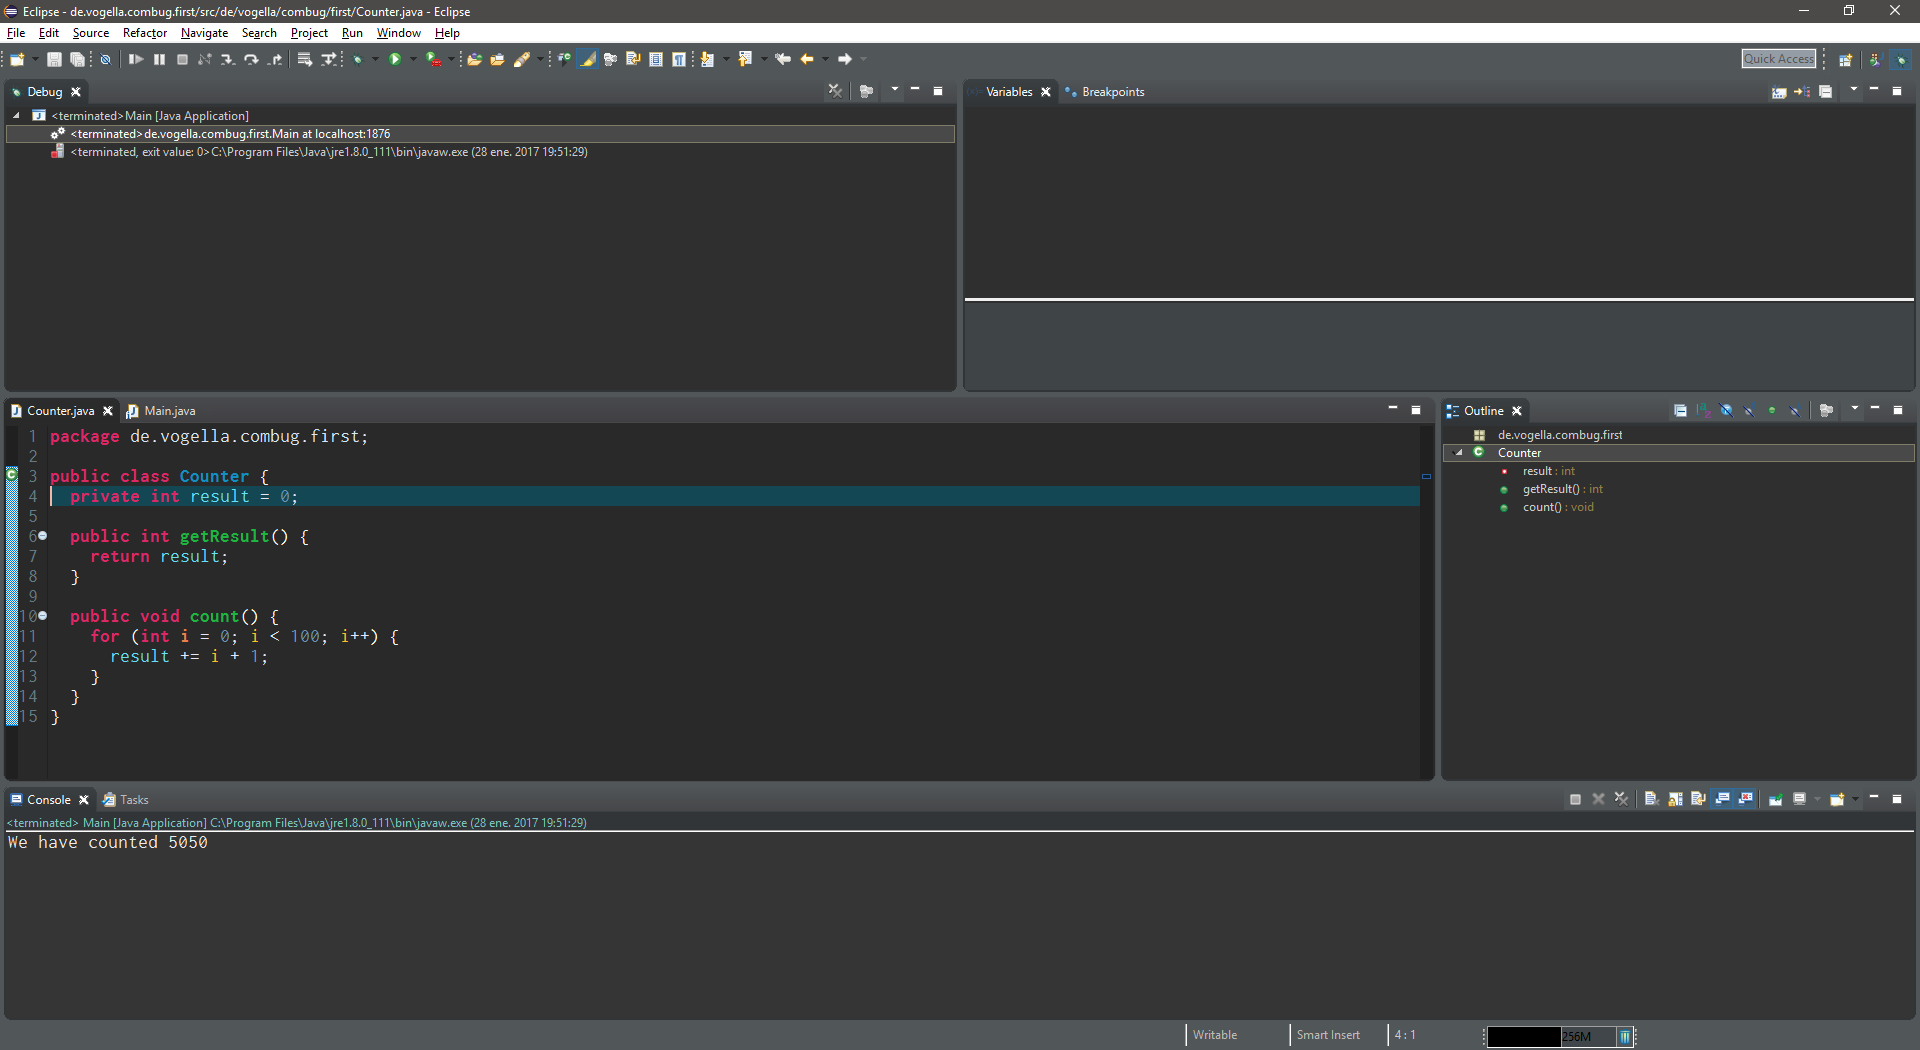 Eclipse - de.vogella.combug.first/src/de/vogella/combug/first/Counter.java - Eclipse
File Edit Source Refactor Navigate Search Project Run Window Help
Quick Access
Debug
<terminated>Main [Java Application]
<terminated>de.vogella.combug.first.Main at localhost:1876
<terminated, exit value: 0>C:\Program Files\Java\jre1.8.0_111\bin\javaw.exe (28 ene. 2017 19:51:29)
Variables Breakpoints
Counter.java Main.java
1 package de.vogella.combug.first;
2
3 public class Counter {
4 private int result = 0;
5
6 public int getResult() {
7 return result;
8 }
9
10 public void count() {
11 for (int i = 0; i < 100; i++) {
12 result += i + 1;
13 }
14 }
15 }
Outline
de.vogella.combug.first
Counter
result : int
getResult() : int
count() : void
Console Tasks
<terminated> Main [Java Application] C:\Program Files\Java\jre1.8.0_111\bin\javaw.exe (28 ene. 2017 19:51:29)
We have counted 5050
Writable Smart Insert 4 : 1 256M